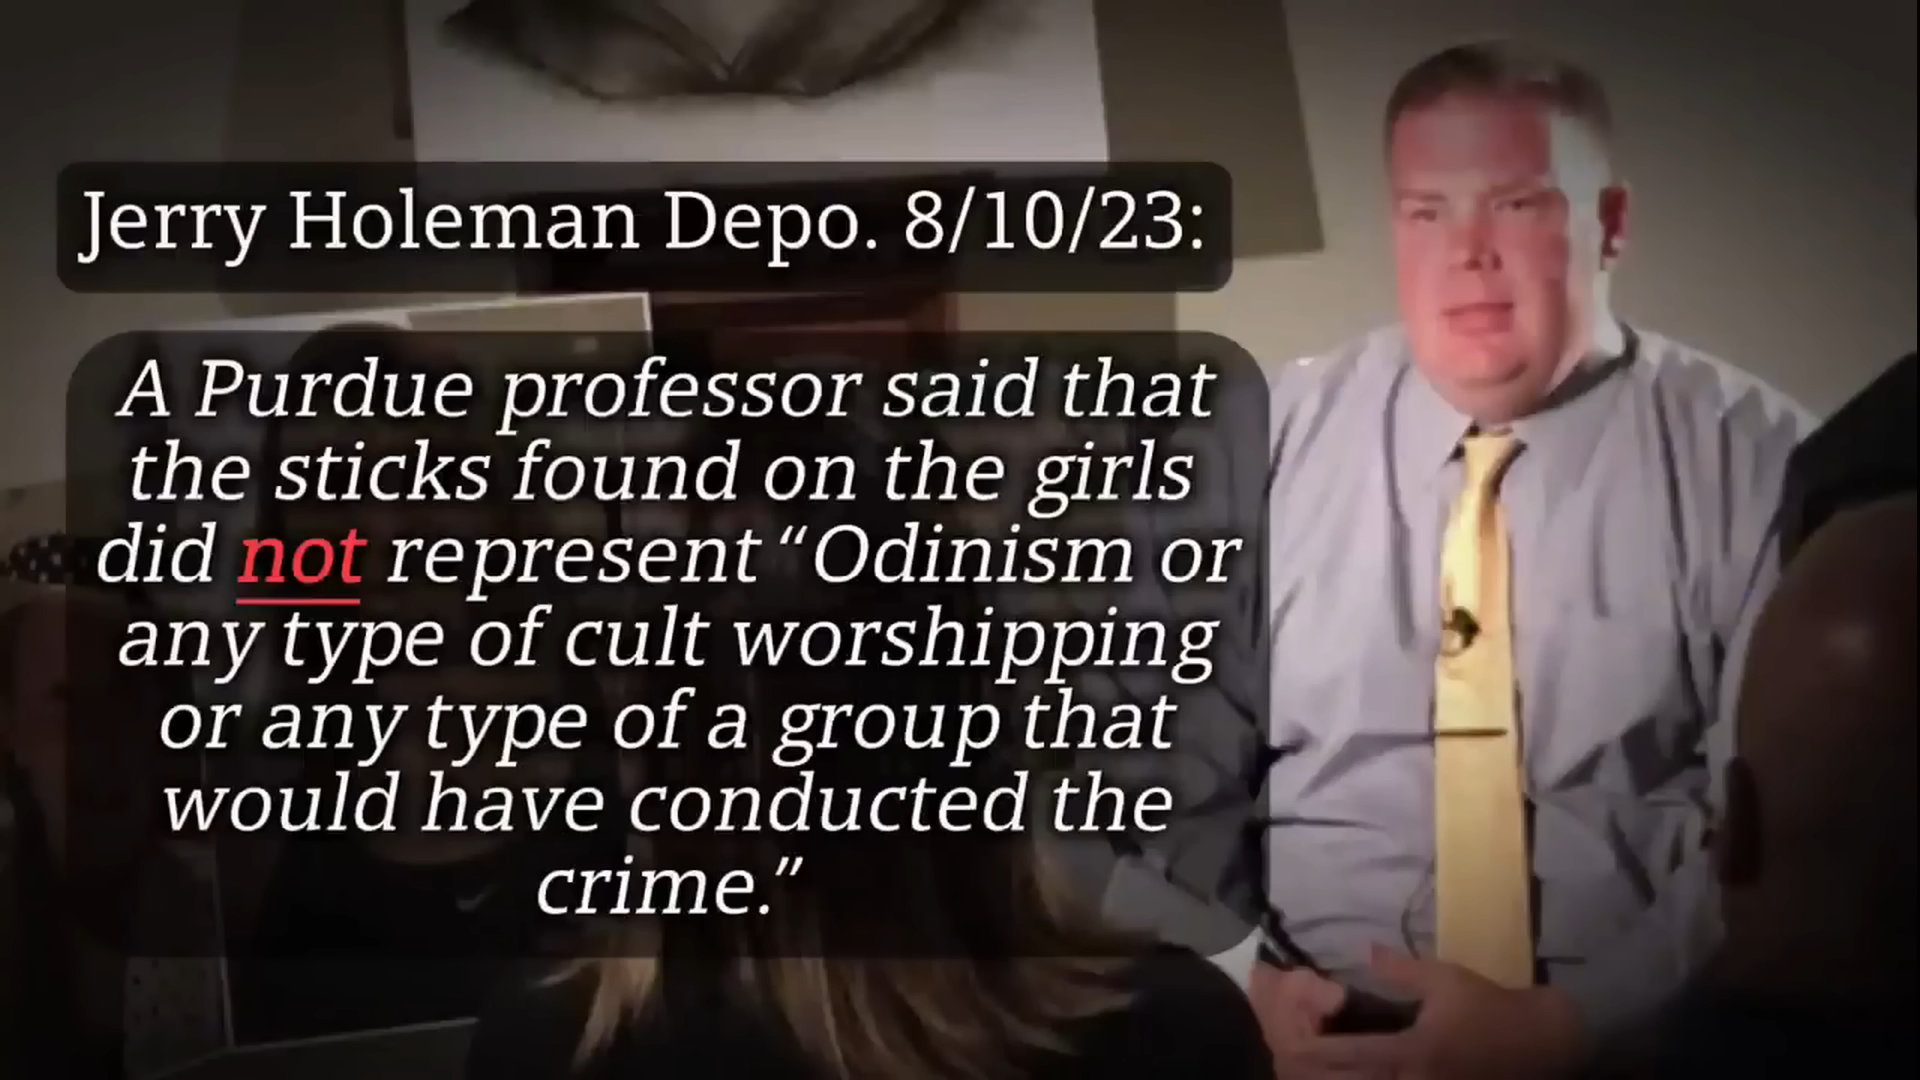 Jerry Holeman Depo. 8/10/23:
A Purdue professor said that
the sticks found on the girls
did not represent “Odinism or
any type of cult worshipping
or any type of a group that
would have conducted the
crime.”